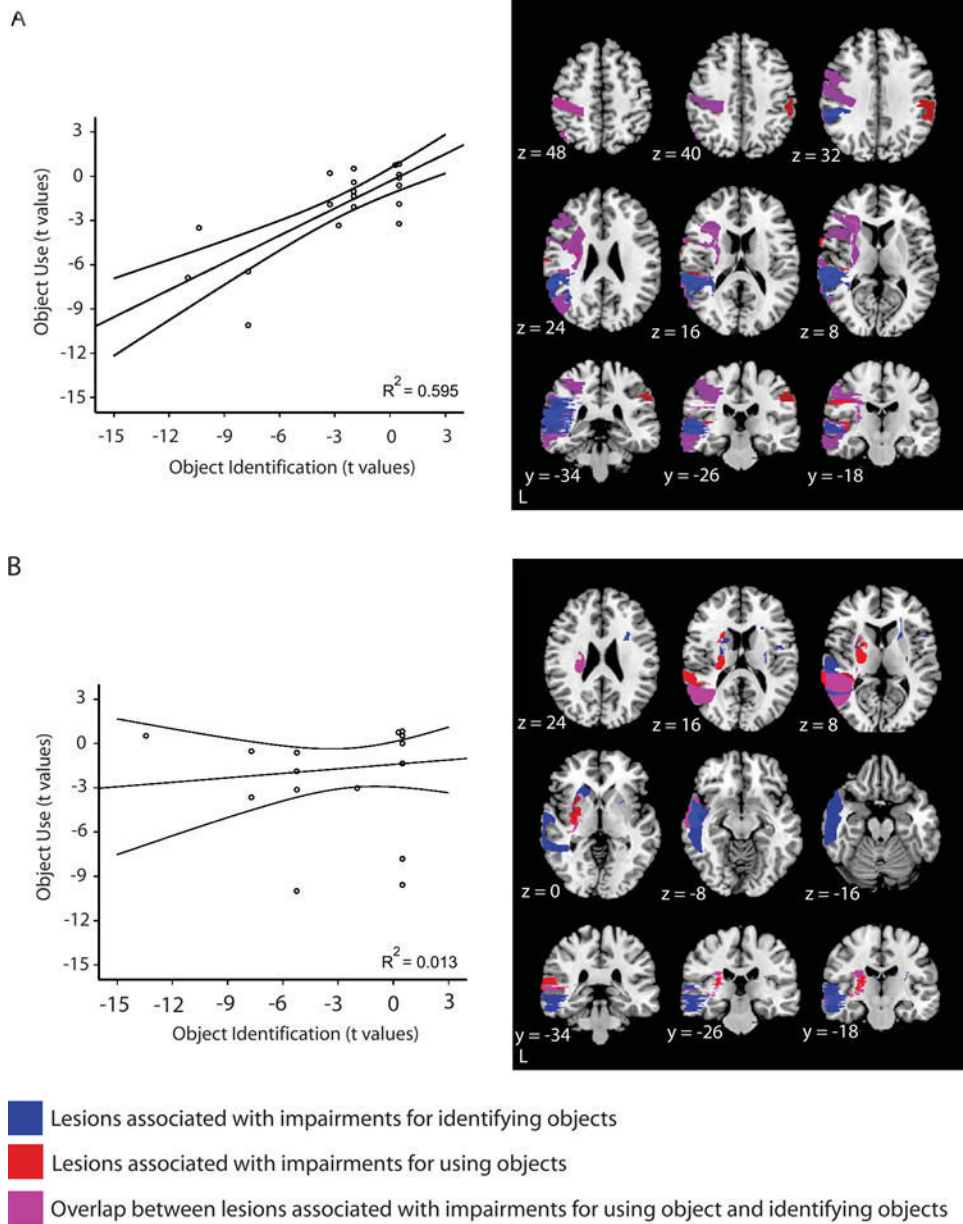 A
3
0
-3
-6
-9
-12
-15
Object Use (t values)
R² = 0.595
-15 -12 -9 -6 -3 0 3
Object Identification (t values)
z = 48 z = 40 z = 32
z = 24 z = 16 z = 8
y = -34 y = -26 y = -18
L
B
3
0
-3
-6
-9
-12
-15
Object Use (t values)
R² = 0.013
-15 -12 -9 -6 -3 0 3
Object Identification (t values)
z = 24 z = 16 z = 8
z = 0 z = -8 z = -16
y = -34 y = -26 y = -18
L
Lesions associated with impairments for identifying objects
Lesions associated with impairments for using objects
Overlap between lesions associated with impairments for using object and identifying objects